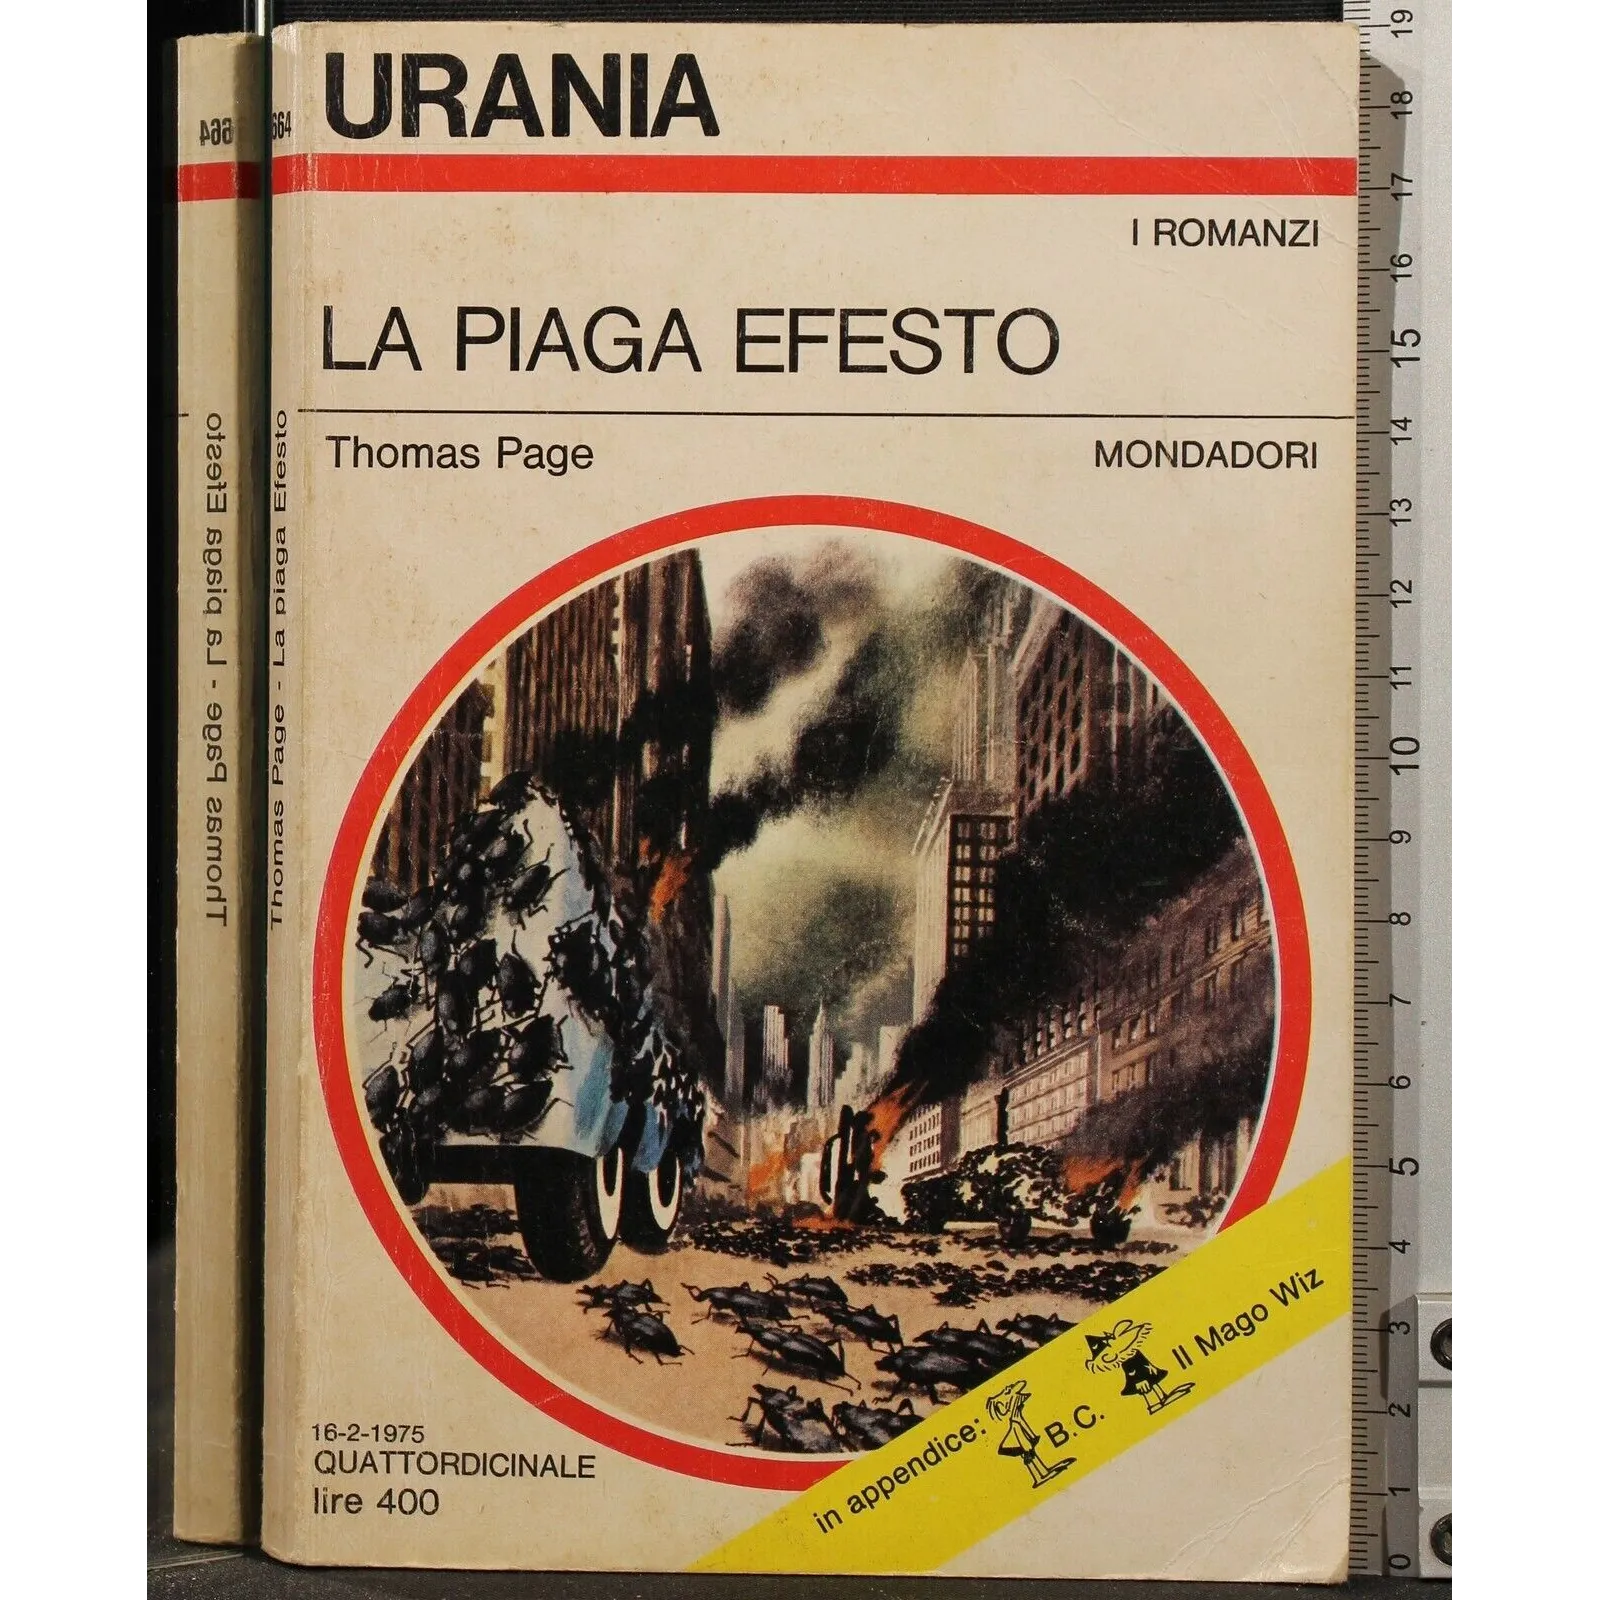 URANIA
I ROMANZI
LA PIAGA EFESTO
Thomas Page
MONDADORI
16-2-1975
QUATTORDICINALE
lire 400
in appendice:
B.C.
Il Mago Wiz
664
Thomas Page - La piaga Efesto
664
Thomas Page - La piaga Efesto
19
18
17
16
15
14
13
12
11
10
9
8
7
6
5
4
3
2
1
0